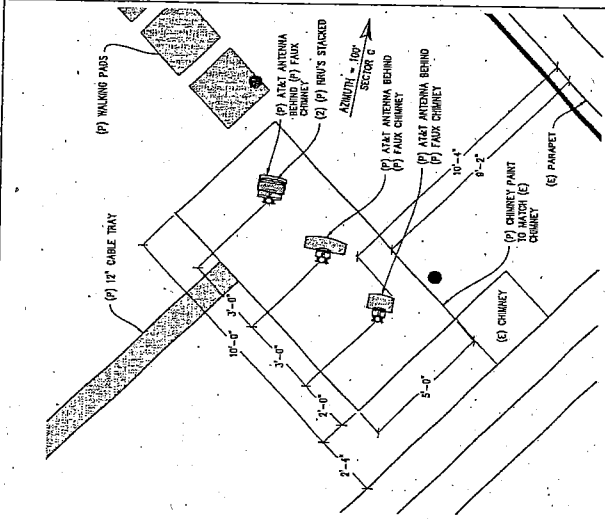 (P) WALKING PADS
(P) AT&T ANTENNA
BEHIND (P) FAUX
CHIMNEY
(2) (P) RRU'S STACKED
AZIMUTH = 100°
SECTOR C
(P) AT&T ANTENNA BEHIND
(P) FAUX CHIMNEY
(P) AT&T ANTENNA BEHIND
(P) FAUX CHIMNEY
10'-4"
9'-2"
(E) PARAPET
(P) CHIMNEY PAINT
TO MATCH (E)
CHIMNEY
(E) CHIMNEY
(P) 12" CABLE TRAY
3'-0"
10'-0"
3'-0"
2'-0"
5'-0"
2'-4"